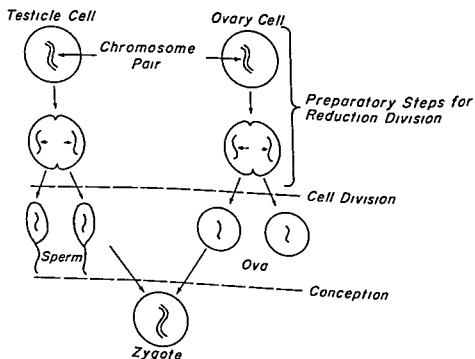 Testicle Cell
Ovary Cell
Chromosome
Pair
Preparatory Steps for
Reduction Division
Cell Division
Sperm
Ova
Conception
Zygote